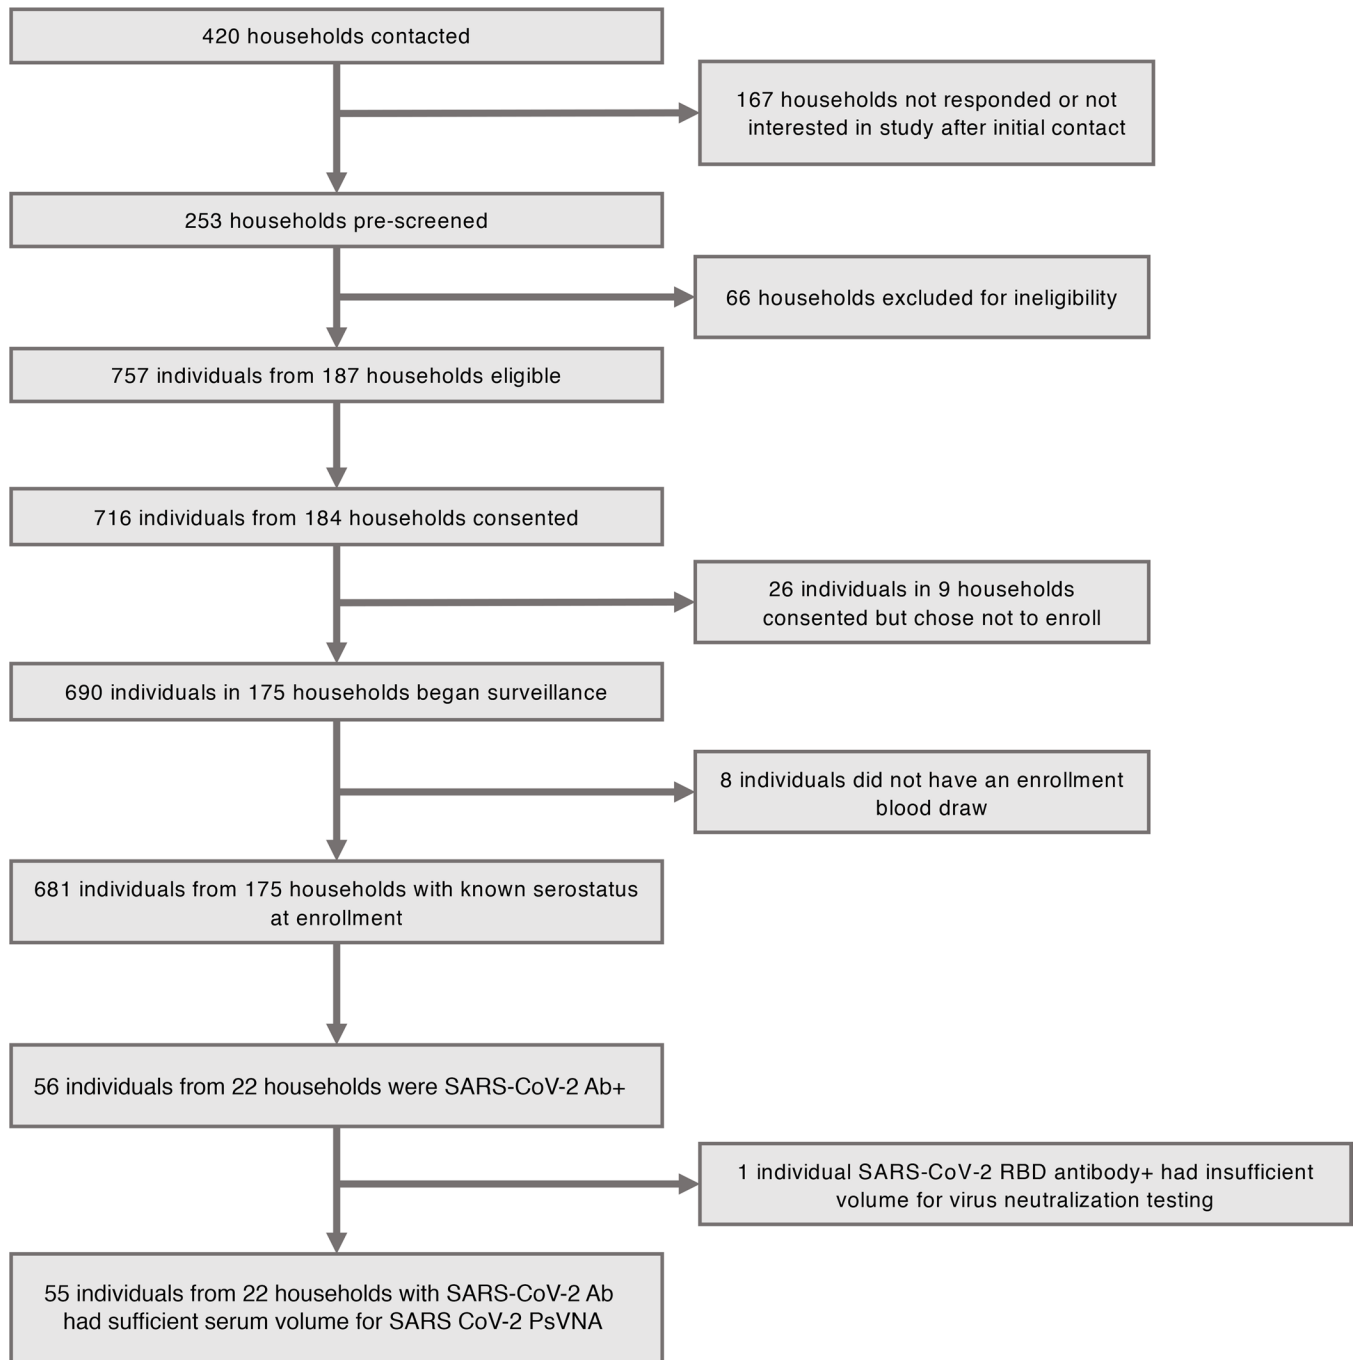 420 households contacted
167 households not responded or not
interested in study after initial contact
253 households pre-screened
66 households excluded for ineligibility
757 individuals from 187 households eligible
716 individuals from 184 households consented
26 individuals in 9 households
consented but chose not to enroll
690 individuals in 175 households began surveillance
8 individuals did not have an enrollment
blood draw
681 individuals from 175 households with known serostatus
at enrollment
56 individuals from 22 households were SARS-CoV-2 Ab+
1 individual SARS-CoV-2 RBD antibody+ had insufficient
volume for virus neutralization testing
55 individuals from 22 households with SARS-CoV-2 Ab
had sufficient serum volume for SARS CoV-2 PsVNA